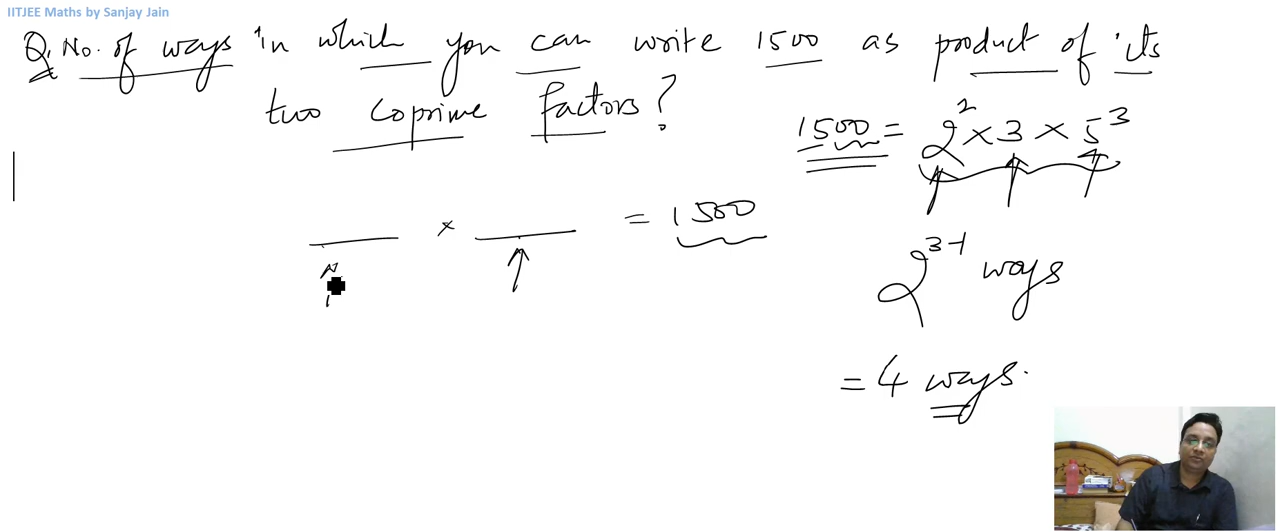 IITJEE Maths by Sanjay Jain
Q. No. of ways in which you can write 1500 as product of its
two coprime factors?
1500 = 2² × 3 × 5³
× = 1500
2³⁻¹ ways
= 4 ways.